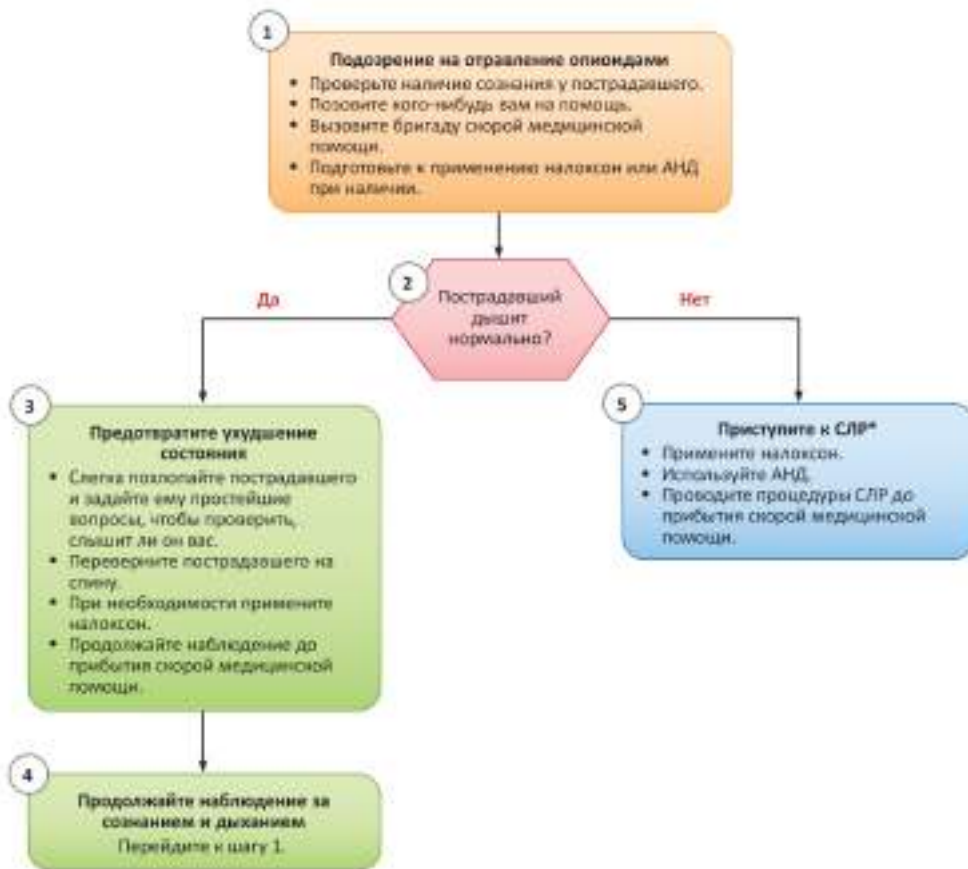 1
Подозрение на отравление опиоидами
• Проверьте наличие сознания у пострадавшего.
• Позовите кого-нибудь вам на помощь.
• Вызовите бригаду скорой медицинской
помощи.
• Подготовьте к применению налоксон или АНД
при наличии.
2
Пострадавший
дышит
нормально?
Да
Нет
3
Предотвратите ухудшение
состояния
• Слегка похлопайте пострадавшего
и задайте ему простейшие
вопросы, чтобы проверить,
слышит ли он вас.
• Переверните пострадавшего на
спину.
• При необходимости примените
налоксон.
• Продолжайте наблюдение до
прибытия скорой медицинской
помощи.
5
Приступите к СЛР*
• Примените налоксон.
• Используйте АНД.
• Проводите процедуры СЛР до
прибытия скорой медицинской
помощи.
4
Продолжайте наблюдение за
сознанием и дыханием
Перейдите к шагу 1.